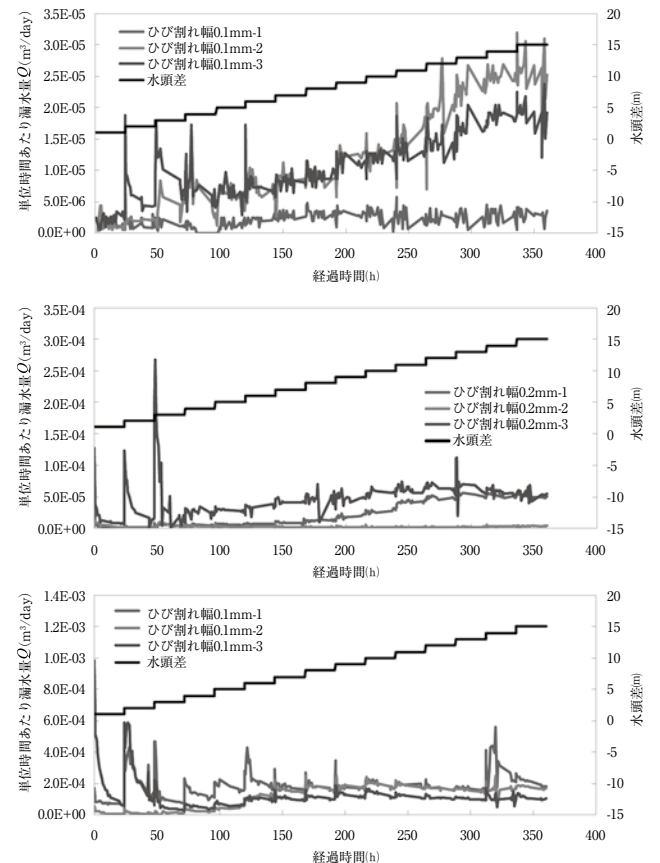 単位時間あたり漏水量Q(m³/day)
3.5E-05
3.0E-05
2.5E-05
2.0E-05
1.5E-05
1.0E-05
5.0E-06
0.0E+00
ひび割れ幅0.1mm-1
ひび割れ幅0.1mm-2
ひび割れ幅0.1mm-3
水頭差
20
15
10
5
0
-5
-10
-15
水頭差(m)
0 50 100 150 200 250 300 350 400
経過時間(h)
単位時間あたり漏水量Q(m³/day)
3.5E-04
3.0E-04
2.5E-04
2.0E-04
1.5E-04
1.0E-04
5.0E-05
0.0E+00
ひび割れ幅0.2mm-1
ひび割れ幅0.2mm-2
ひび割れ幅0.2mm-3
水頭差
20
15
10
5
0
-5
-10
-15
水頭差(m)
0 50 100 150 200 250 300 350 400
経過時間(h)
単位時間あたり漏水量Q(m³/day)
1.4E-03
1.2E-03
1.0E-03
8.0E-04
6.0E-04
4.0E-04
2.0E-04
0.0E+00
ひび割れ幅0.1mm-1
ひび割れ幅0.1mm-2
ひび割れ幅0.1mm-3
水頭差
20
15
10
5
0
-5
-10
-15
水頭差(m)
0 50 100 150 200 250 300 350 400
経過時間(h)